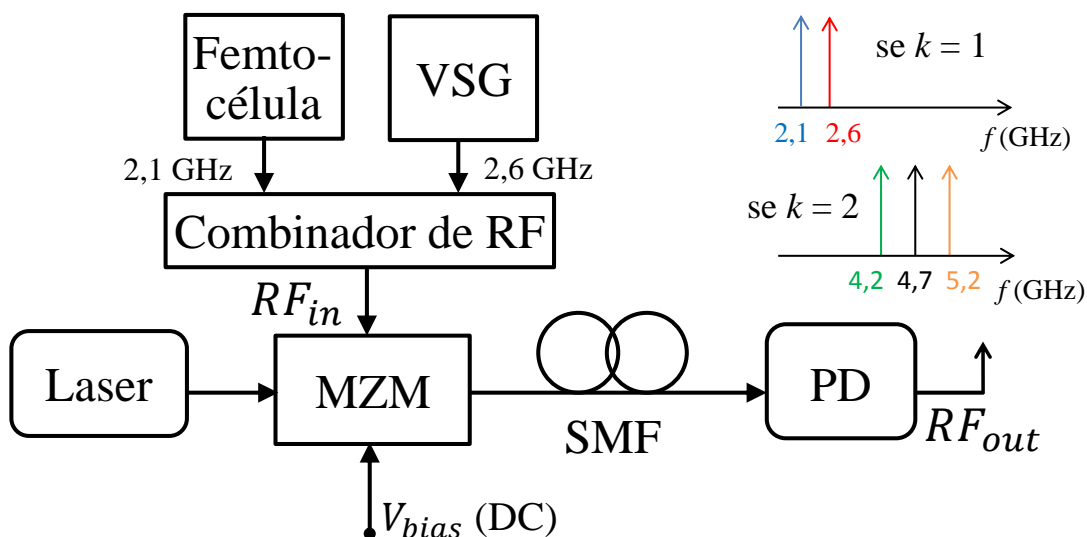 Femto-
célula
VSG
2,1 GHz
2,6 GHz
Combinador de RF
RF_in
Laser
MZM
SMF
PD
RF_out
V_bias (DC)
se k = 1
2,1 2,6 f (GHz)
se k = 2
4,2 4,7 5,2 f (GHz)